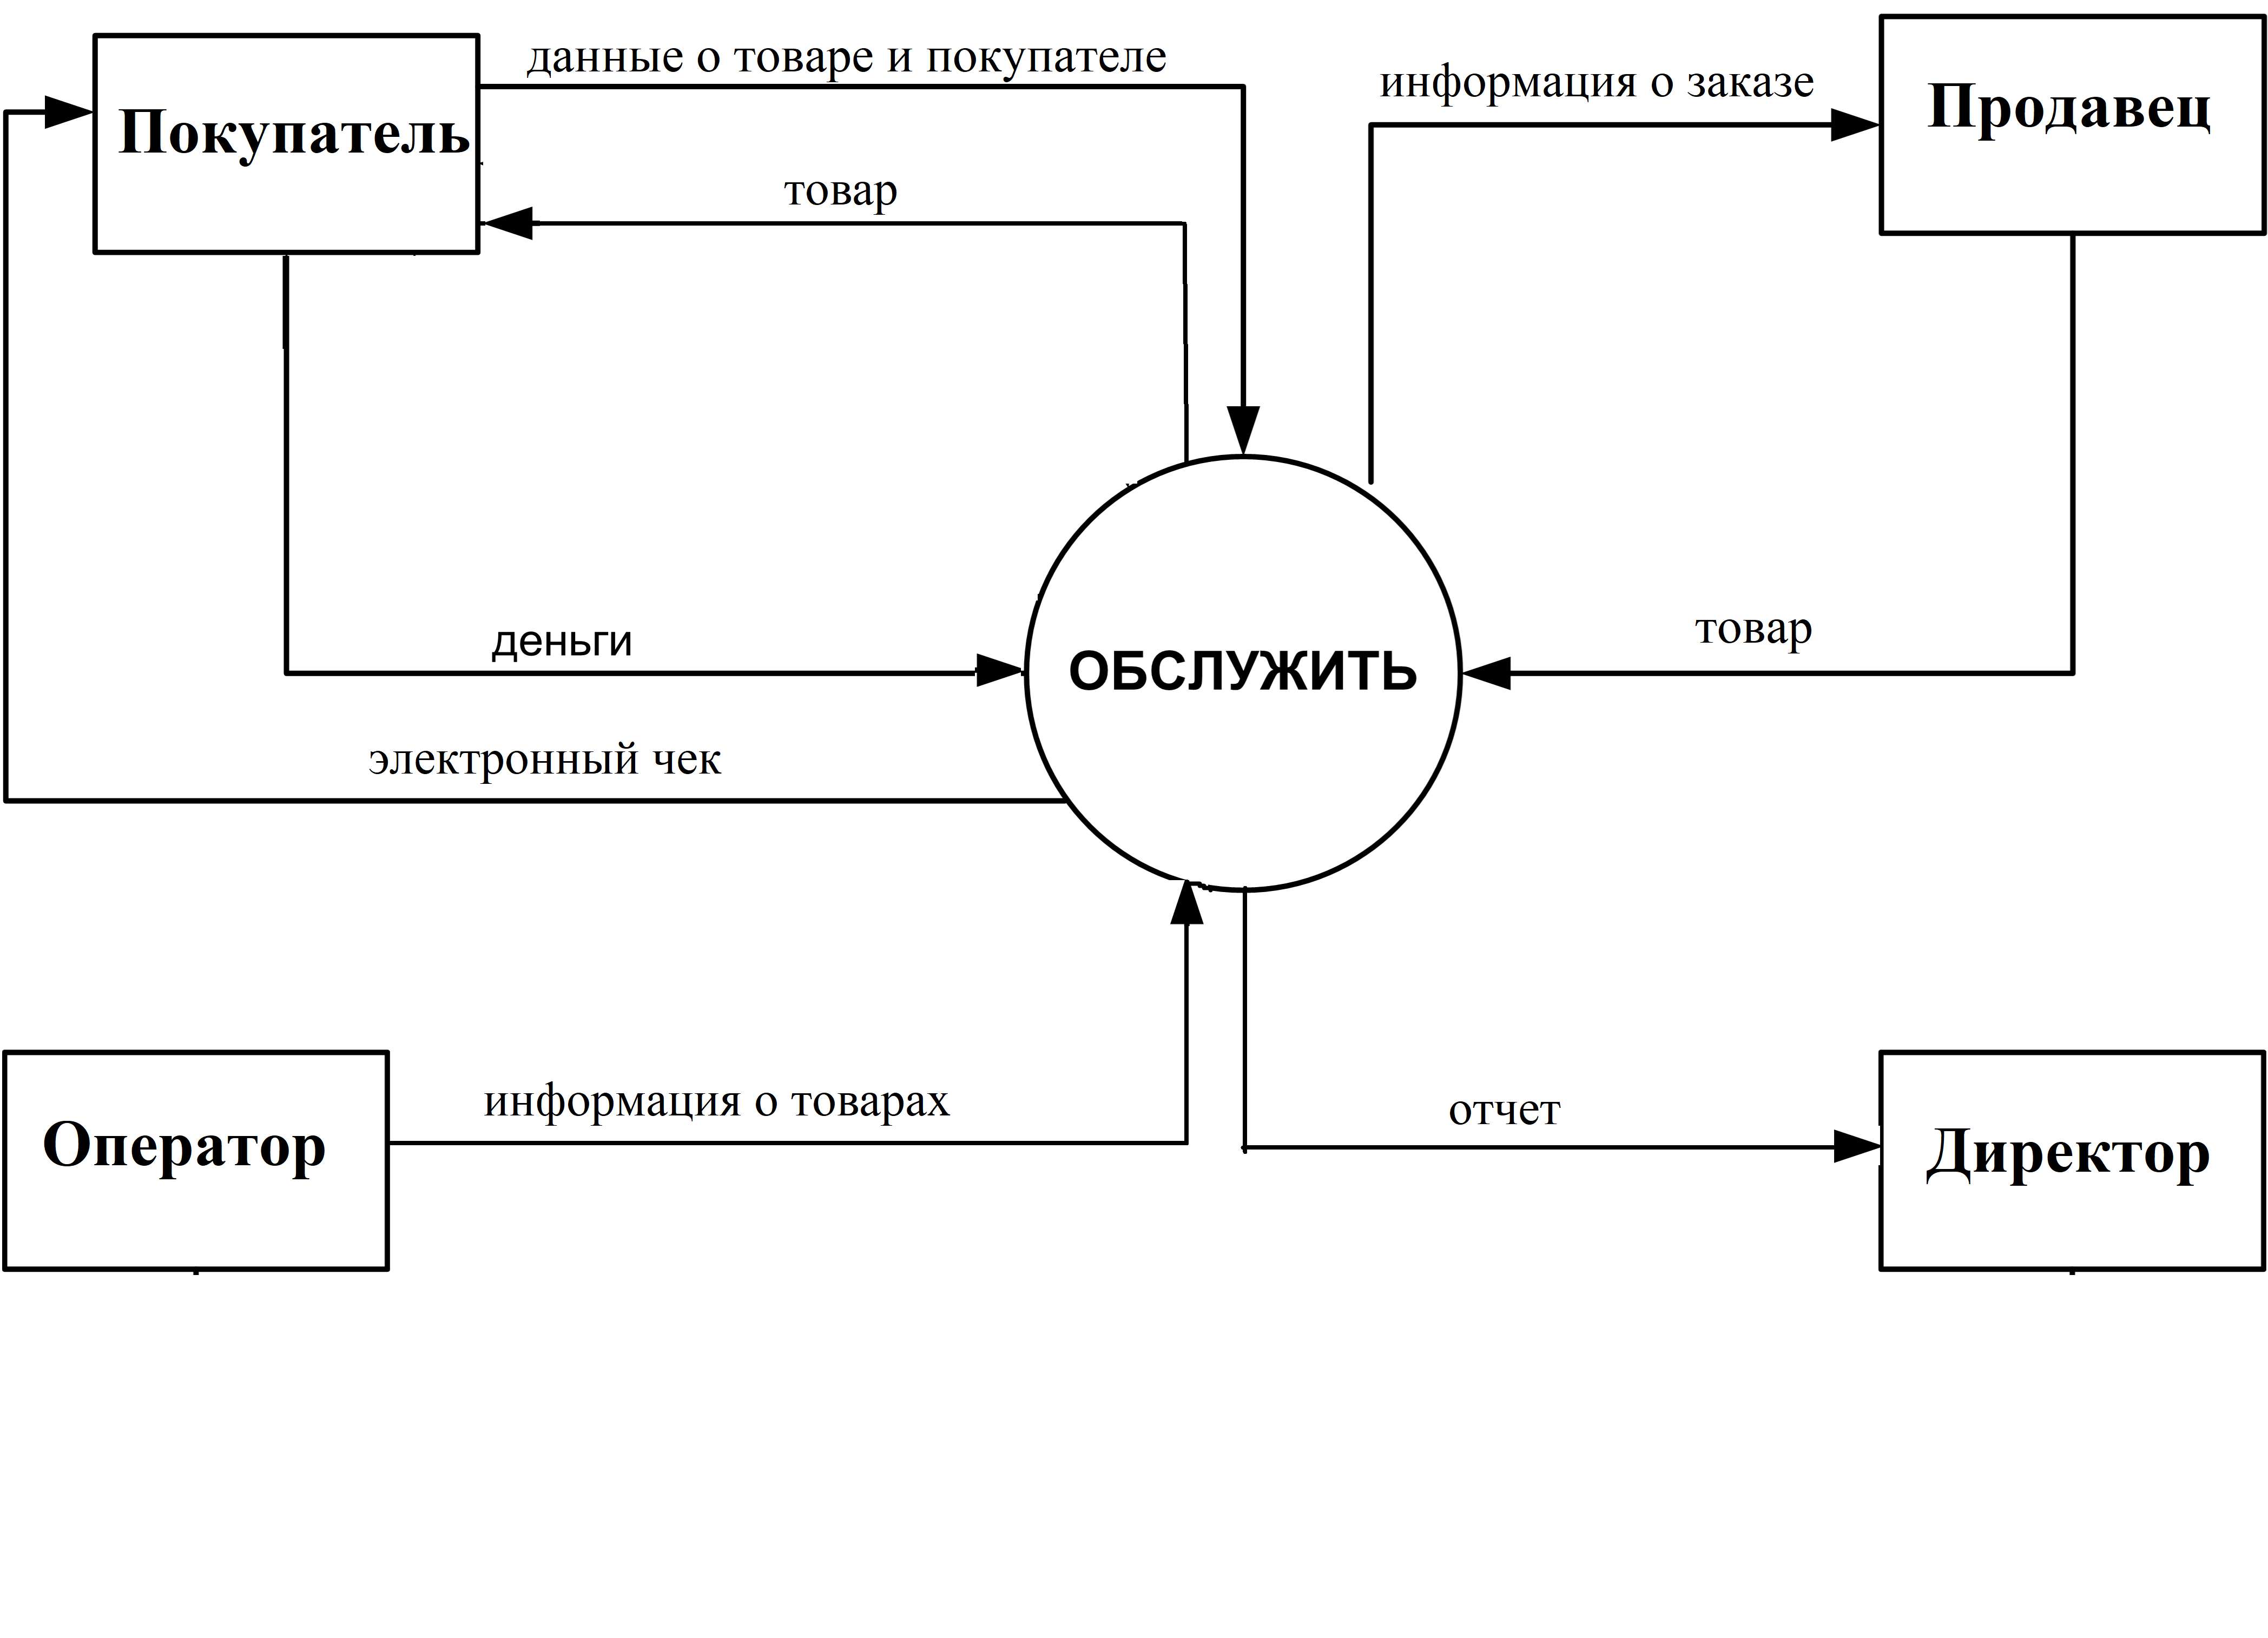 данные о товаре и покупателе
информация о заказе
Продавец
Покупатель
товар
деньги
ОБСЛУЖИТЬ
товар
электронный чек
Оператор
информация о товарах
отчет
Директор